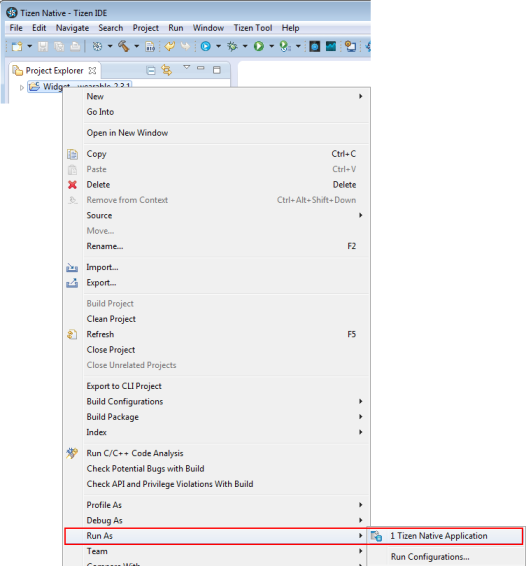 Tizen Native - Tizen IDE
File Edit Navigate Search Project Run Window Tizen Tool Help
Project Explorer
Widget - wearable-2.3.1
New
Go Into
Open in New Window
Copy Ctrl+C
Paste Ctrl+V
Delete Delete
Remove from Context Ctrl+Alt+Shift+Down
Source
Move...
Rename... F2
Import...
Export...
Build Project
Clean Project
Refresh F5
Close Project
Close Unrelated Projects
Export to CLI Project
Build Configurations
Build Package
Index
Run C/C++ Code Analysis
Check Potential Bugs with Build
Check API and Privilege Violations With Build
Profile As
Debug As
Run As 1 Tizen Native Application
Team Run Configurations...
Compare With